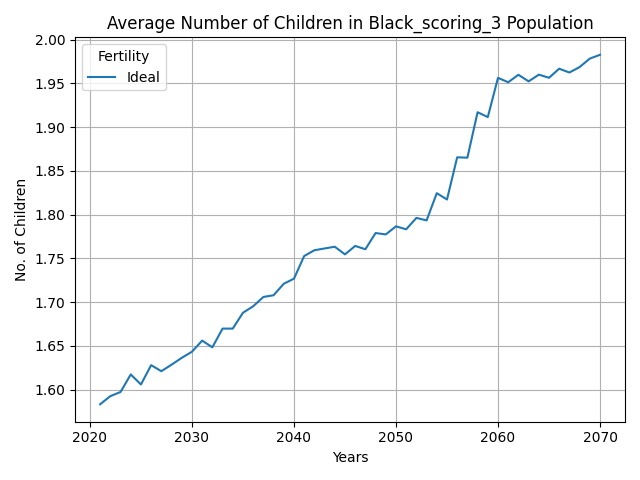 Average Number of Children in Black_scoring_3 Population
Fertility
Ideal
No. of Children
2.00
1.95
1.90
1.85
1.80
1.75
1.70
1.65
1.60
2020 2030 2040 2050 2060 2070
Years